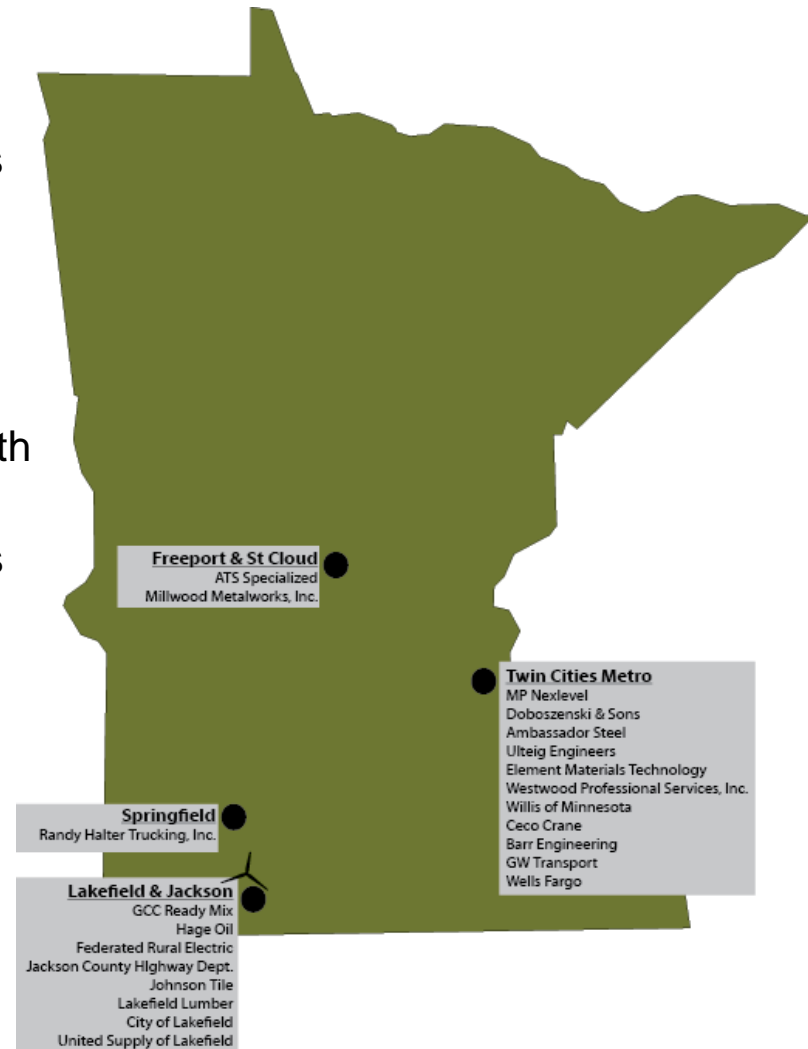 s
th
s
Freeport & St Cloud
ATS Specialized
Millwood Metalworks, Inc.
Twin Cities Metro
MP Nexlevel
Doboszenski & Sons
Ambassador Steel
Ulteig Engineers
Element Materials Technology
Westwood Professional Services, Inc.
Willis of Minnesota
Ceco Crane
Barr Engineering
GW Transport
Wells Fargo
Springfield
Randy Halter Trucking, Inc.
Lakefield & Jackson
GCC Ready Mix
Hage Oil
Federated Rural Electric
Jackson County HIghway Dept.
Johnson Tile
Lakefield Lumber
City of Lakefield
United Supply of Lakefield